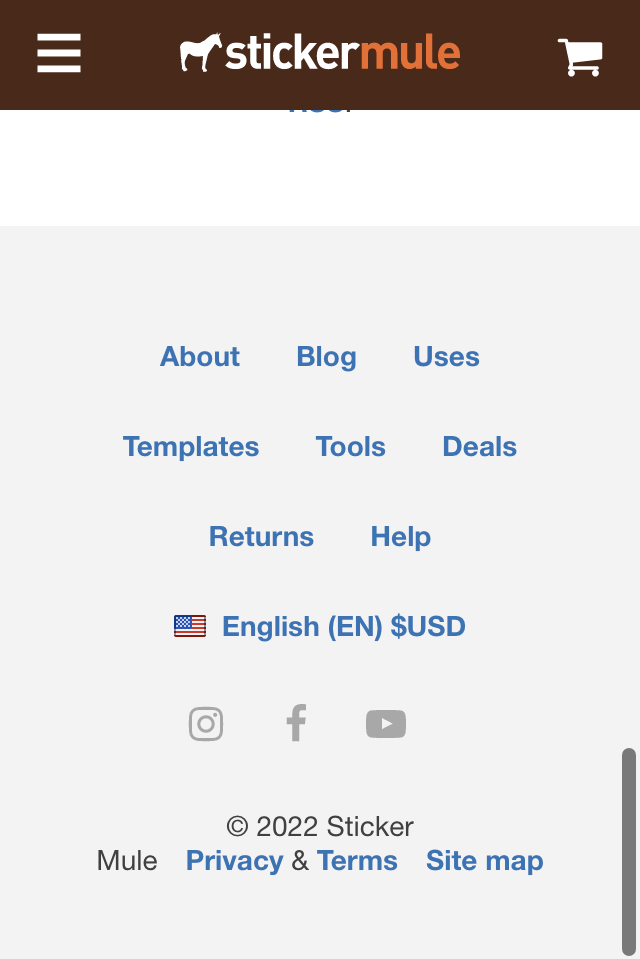 stickermule
About Blog Uses
Templates Tools Deals
Returns Help
English (EN) $USD
© 2022 Sticker
Mule Privacy & Terms Site map